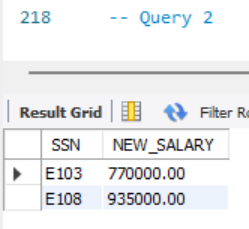 218 -- Query 2
Result Grid Filter Ro
SSN NEW_SALARY
E103 770000.00
E108 935000.00